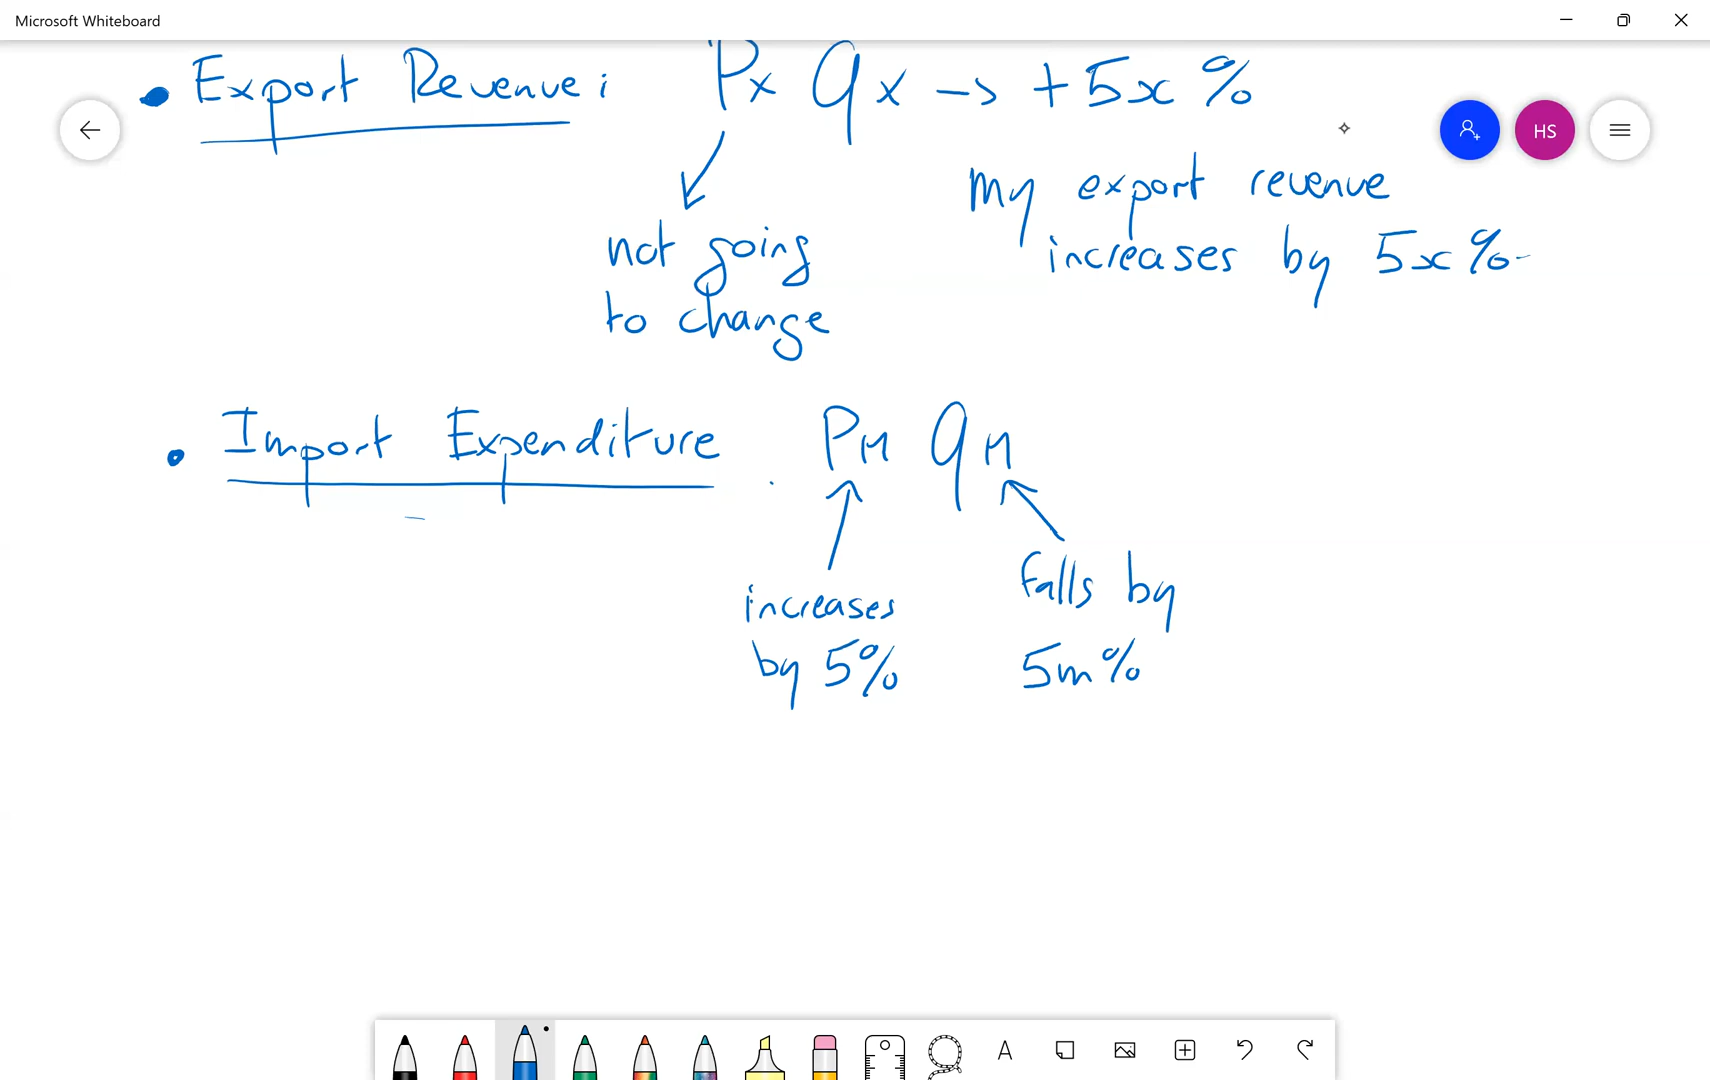 Microsoft Whiteboard
• Export Revenue: Px Qx → +5x%
HS
not going
to change
my export revenue
increases by 5x%
• Import Expenditure PM QM
increases
by 5%
falls by
5m%
A